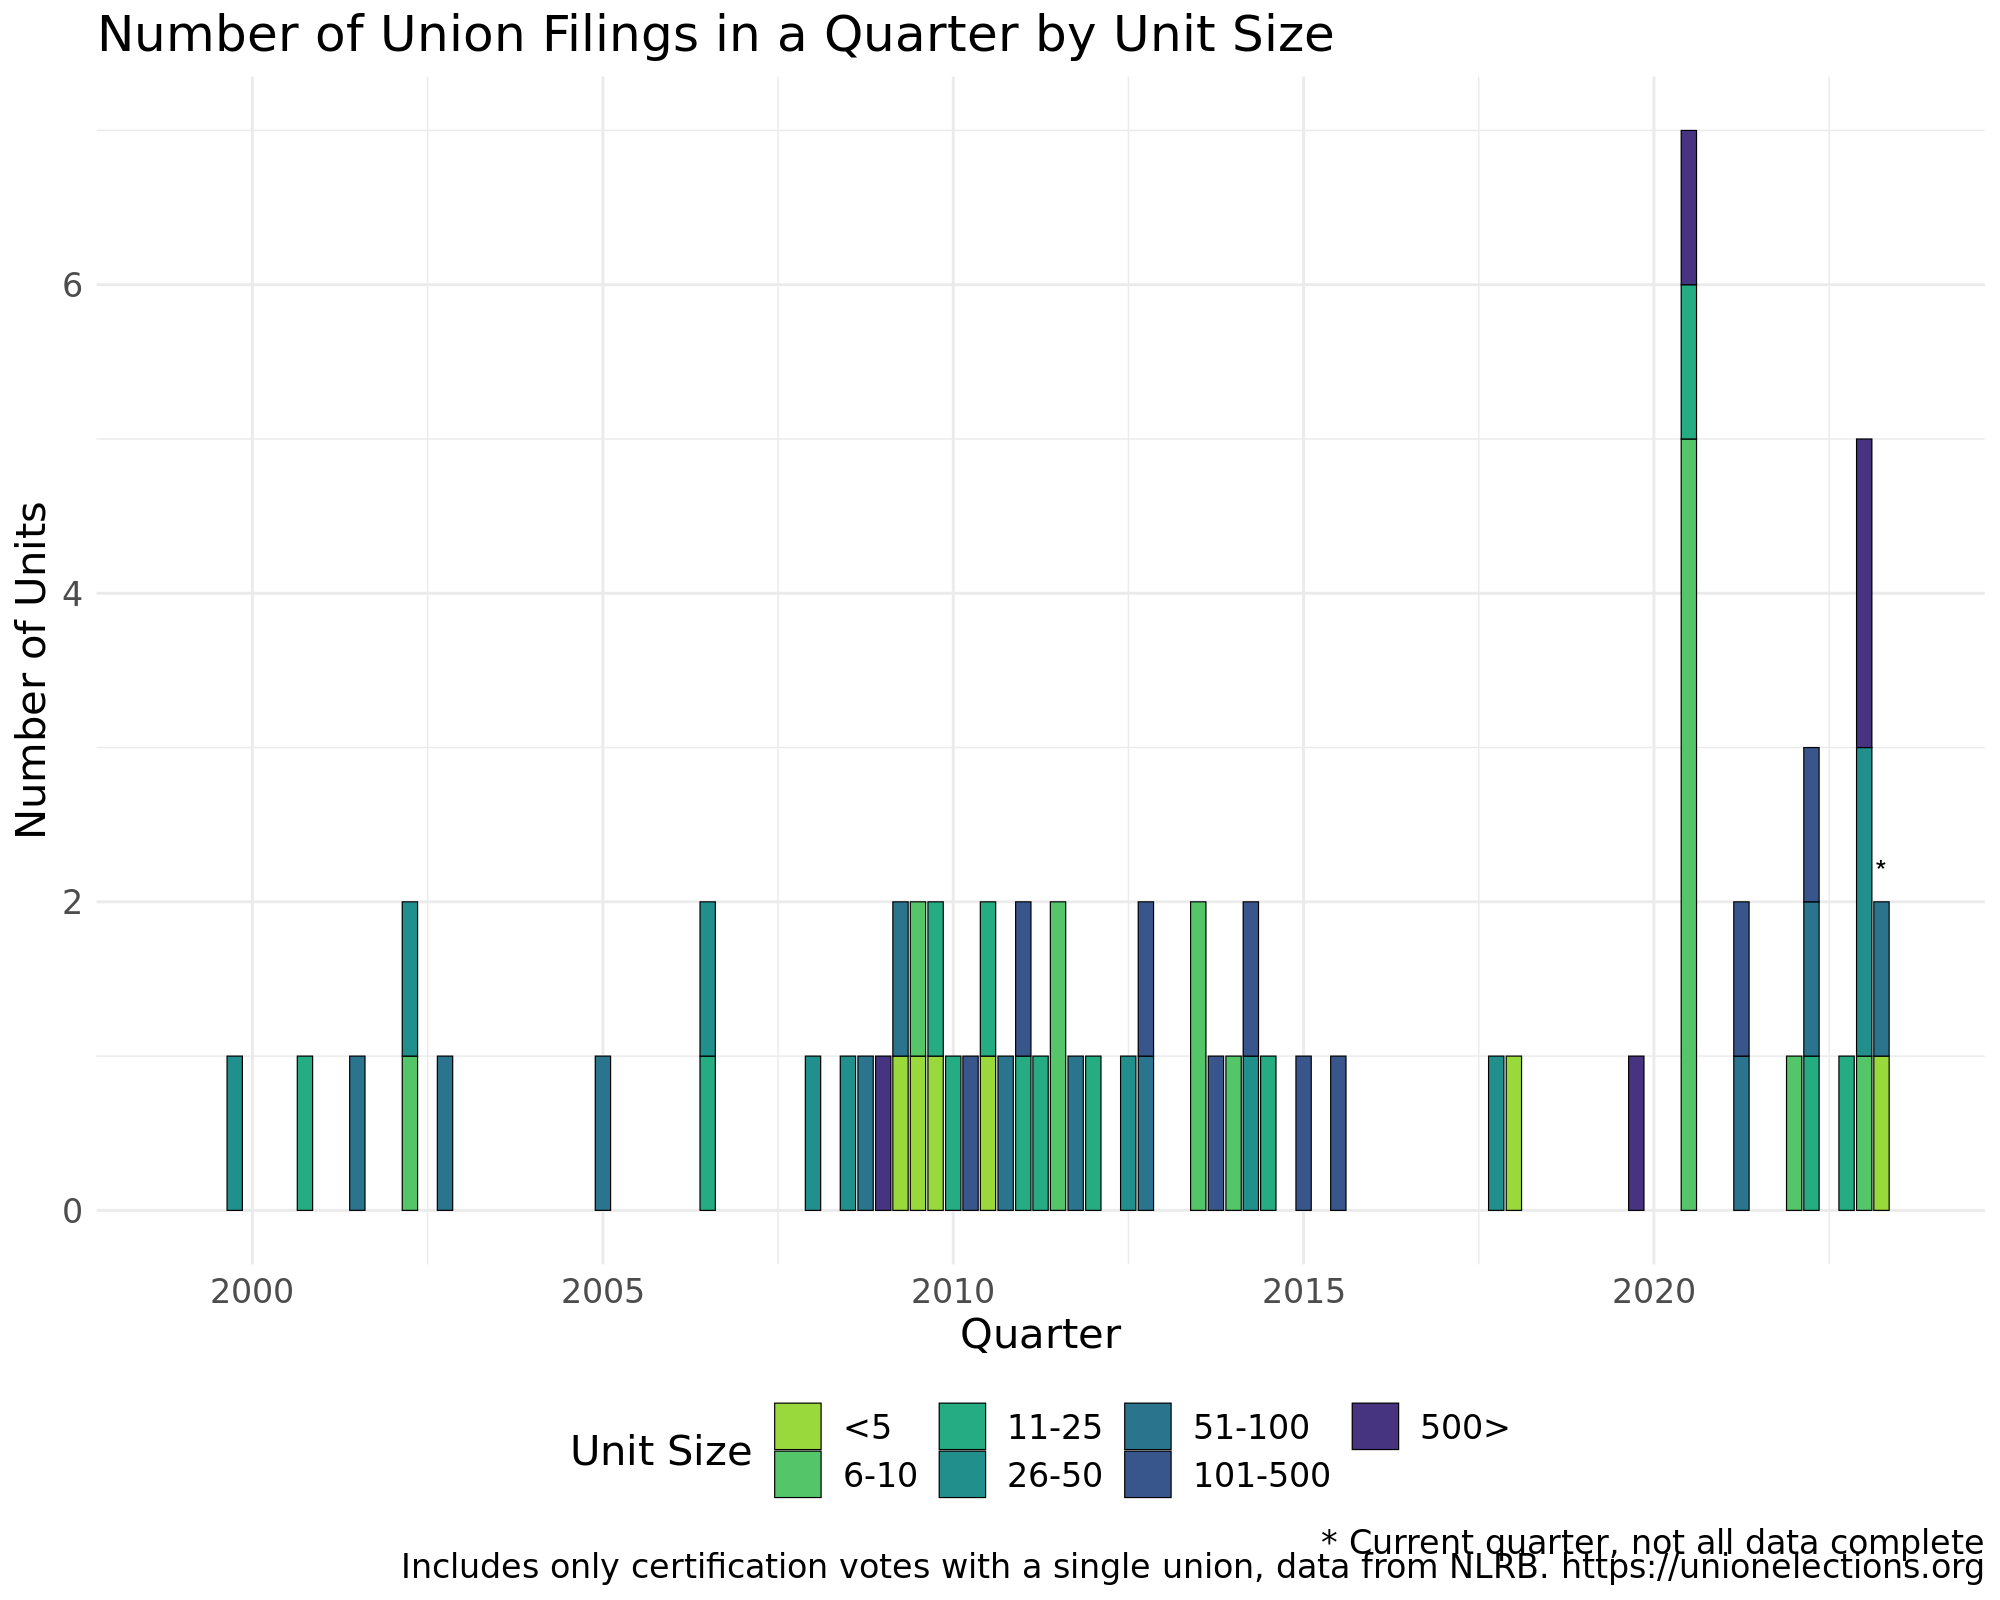 Number of Union Filings in a Quarter by Unit Size
Number of Units
6
4
2
0
*
2000 2005 2010 2015 2020
Quarter
Unit Size
<5 11-25 51-100 500>
6-10 26-50 101-500
* Current quarter, not all data complete
Includes only certification votes with a single union, data from NLRB. https://unionelections.org